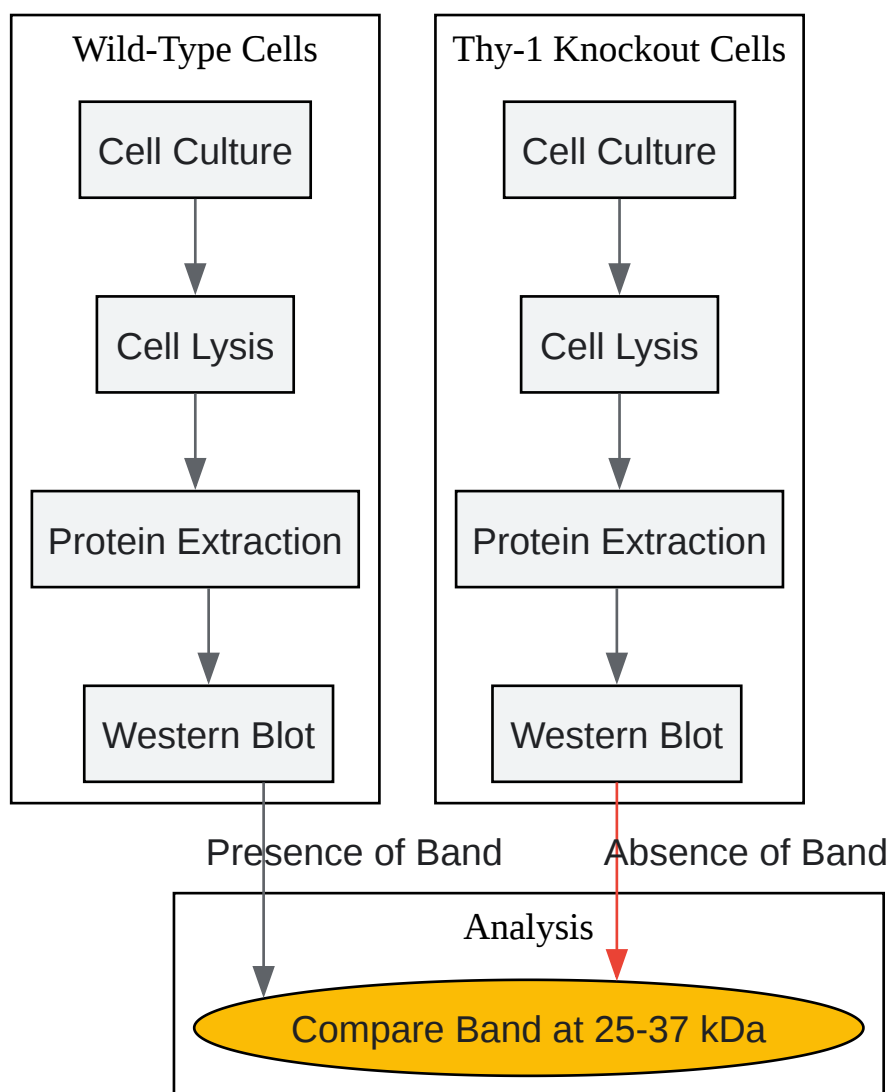 Wild-Type Cells
Cell Culture
Cell Lysis
Protein Extraction
Western Blot
Presence of Band
Thy-1 Knockout Cells
Cell Culture
Cell Lysis
Protein Extraction
Western Blot
Absence of Band
Analysis
Compare Band at 25-37 kDa